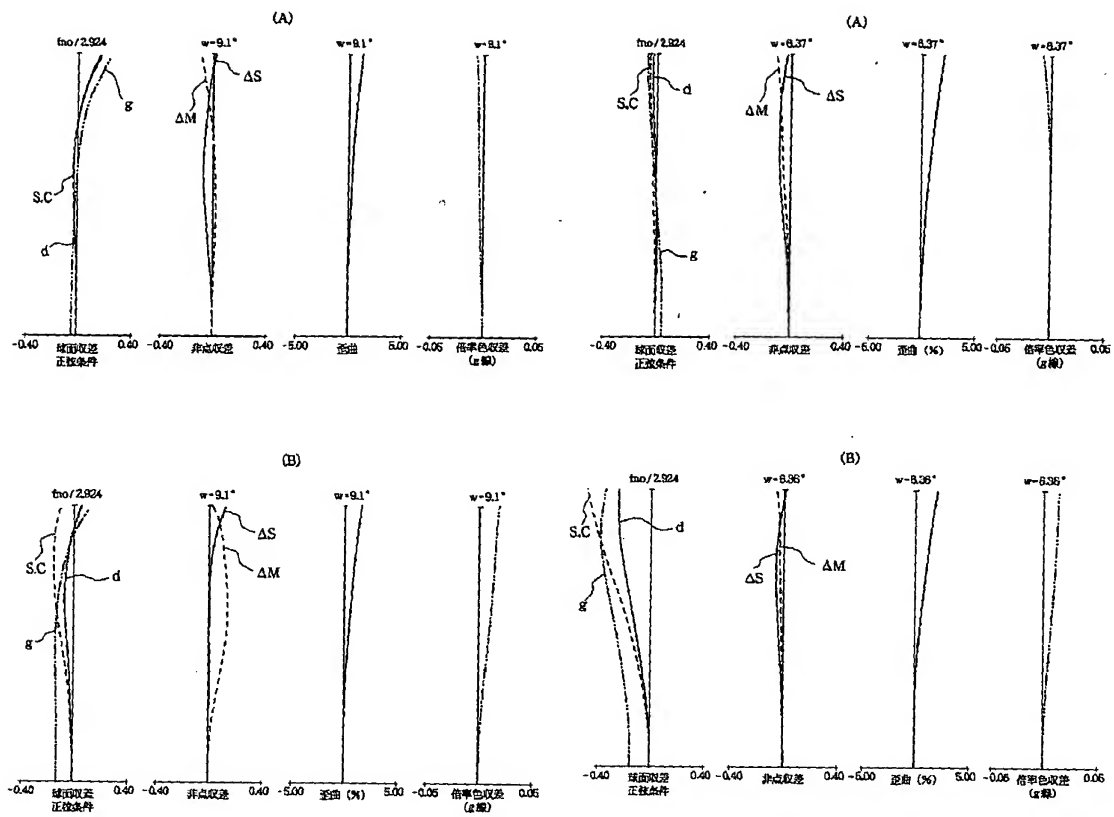 (A)
fno/2.924 w=9.1° w=9.1° w=9.1°
ΔS
g
ΔM
S.C
d
-0.40 0.40 -0.40 0.40 -5.00 5.00 -0.05 0.05
球面収差 非点収差 歪曲 倍率色収差
正弦条件 (g線)
(A)
fno/2.924 w=8.37° w=8.37° w=8.37°
S.C d ΔM ΔS
g
-0.40 0.40 -0.40 0.40 -5.00 5.00 -0.05 0.05
球面収差 非点収差 歪曲 (%) 倍率色収差
正弦条件 (g線)
(B)
fno/2.924 w=9.1° w=9.1° w=9.1°
ΔS
S.C
d ΔM
g
-0.40 0.40 -0.40 0.40 -5.00 5.00 -0.05 0.05
球面収差 非点収差 歪曲 (%) 倍率色収差
正弦条件 (g線)
(B)
fno/2.924 w=8.36° w=8.36° w=8.36°
S.C d
ΔS ΔM
g
-0.40 0.40 -0.40 0.40 -5.00 5.00 -0.05 0.05
球面収差 非点収差 歪曲 (%) 倍率色収差
正弦条件 (g線)